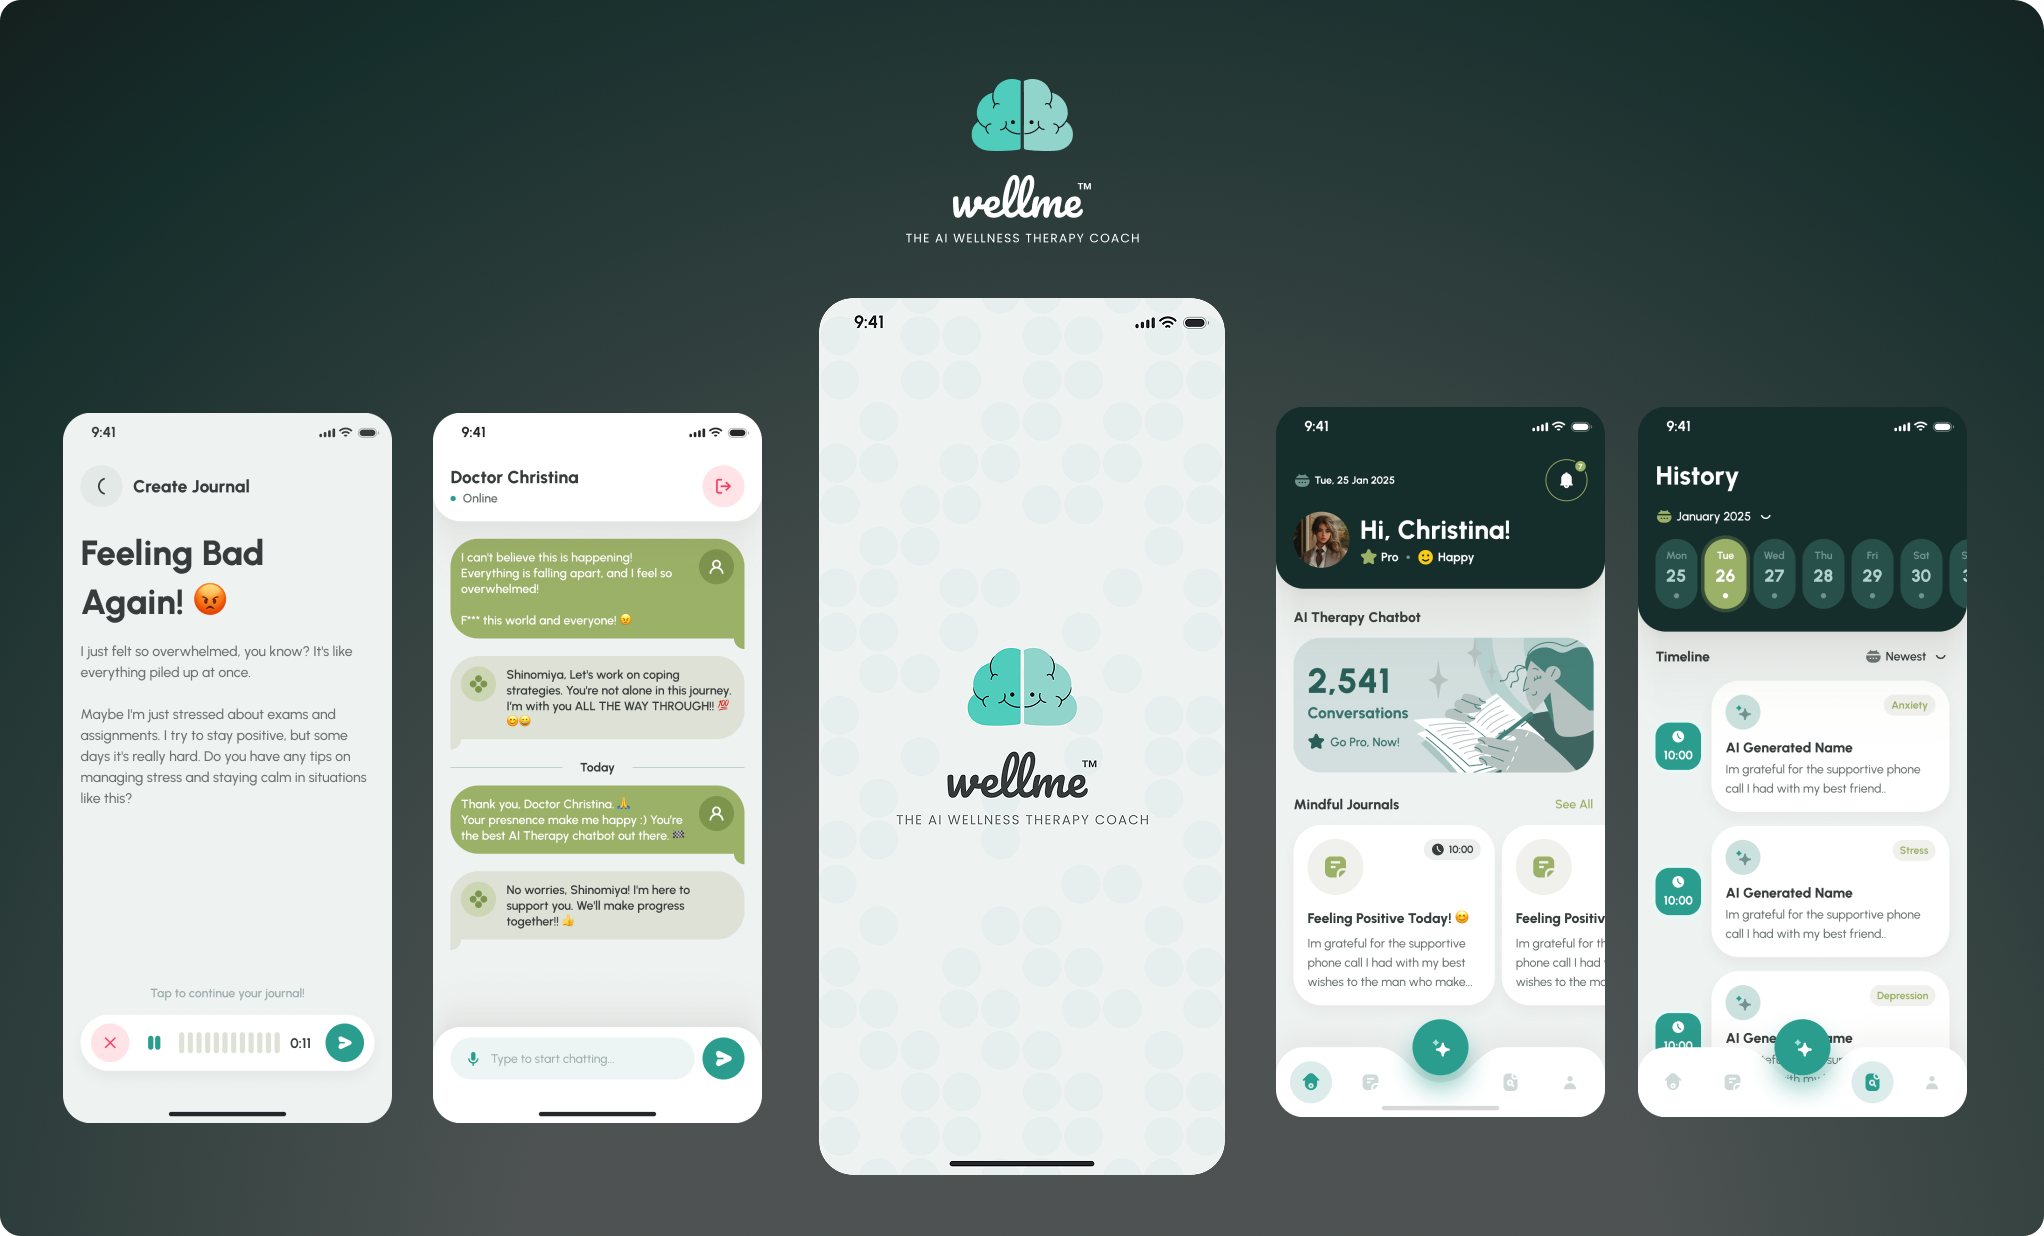 wellme™
THE AI WELLNESS THERAPY COACH
9:41
Create Journal
Feeling Bad
Again! 😡
I just felt so overwhelmed, you know? It's like
everything piled up at once.
Maybe I'm just stressed about exams and
assignments. I try to stay positive, but some
days it's really hard. Do you have any tips on
managing stress and staying calm in situations
like this?
Tap to continue your journal!
0:11
9:41
Doctor Christina
Online
I can't believe this is happening!
Everything is falling apart, and I feel so
overwhelmed!
F*** this world and everyone! 😡
Shinomiya, Let's work on coping
strategies. You're not alone in this journey.
I'm with you ALL THE WAY THROUGH!! 💯
😊😄
Today
Thank you, Doctor Christina. 🙏
Your presnence make me happy :) You're
the best AI Therapy chatbot out there. 🏁
No worries, Shinomiya! I'm here to
support you. We'll make progress
together!! 👍
Type to start chatting...
9:41
wellme™
THE AI WELLNESS THERAPY COACH
9:41
Tue, 25 Jan 2025
7
Hi, Christina!
Pro • 🙂 Happy
AI Therapy Chatbot
2,541
Conversations
Go Pro, Now!
Mindful Journals
See All
10:00
Feeling Positive Today! 😊
Im grateful for the supportive
phone call I had with my best
wishes to the man who make...
Feeling Positiv
Im grateful for th
phone call I had
wishes to the ma
9:41
History
January 2025
Mon Tue Wed Thu Fri Sat S
25 26 27 28 29 30 3
Timeline
Newest
10:00
Anxiety
AI Generated Name
Im grateful for the supportive phone
call I had with my best friend..
10:00
Stress
AI Generated Name
Im grateful for the supportive phone
call I had with my best friend..
10:00
Depression
AI Gene ame
with my